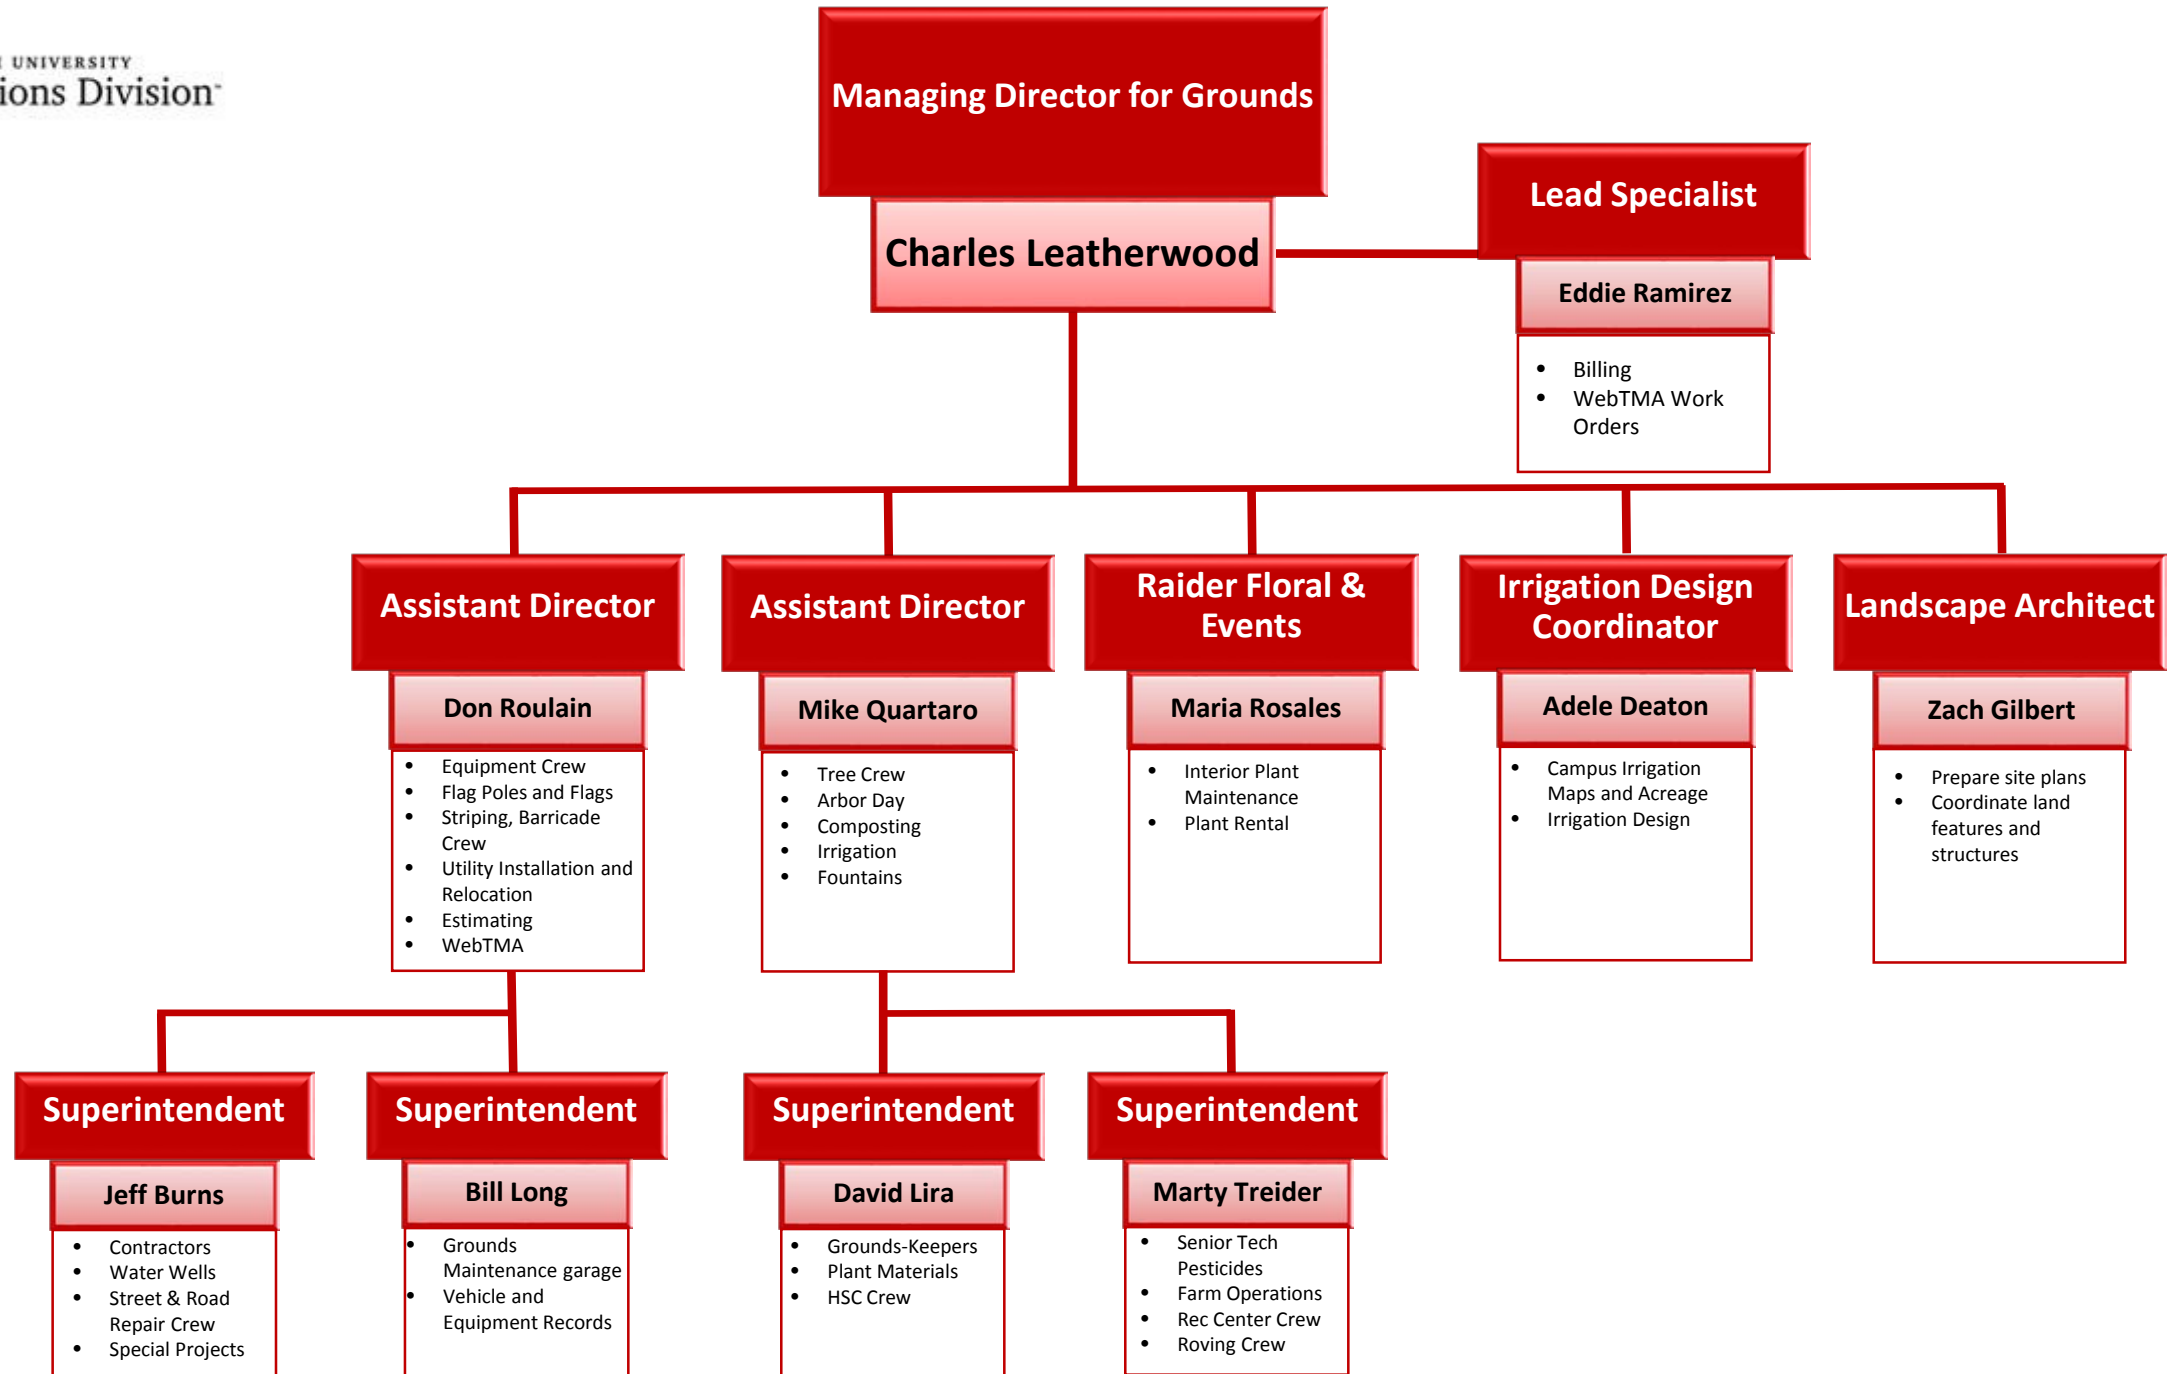 UNIVERSITY
ions Division
Managing Director for Grounds
Charles Leatherwood
Lead Specialist
Eddie Ramirez
• Billing
• WebTMA Work
Orders
Assistant Director
Don Roulain
• Equipment Crew
• Flag Poles and Flags
• Striping, Barricade
Crew
• Utility Installation and
Relocation
• Estimating
• WebTMA
Assistant Director
Mike Quartaro
• Tree Crew
• Arbor Day
• Composting
• Irrigation
• Fountains
Raider Floral &
Events
Maria Rosales
• Interior Plant
Maintenance
• Plant Rental
Irrigation Design
Coordinator
Adele Deaton
• Campus Irrigation
Maps and Acreage
• Irrigation Design
Landscape Architect
Zach Gilbert
• Prepare site plans
• Coordinate land
features and
structures
Superintendent
Jeff Burns
• Contractors
• Water Wells
• Street & Road
Repair Crew
• Special Projects
Superintendent
Bill Long
• Grounds
Maintenance garage
• Vehicle and
Equipment Records
Superintendent
David Lira
• Grounds-Keepers
• Plant Materials
• HSC Crew
Superintendent
Marty Treider
• Senior Tech
Pesticides
• Farm Operations
• Rec Center Crew
• Roving Crew